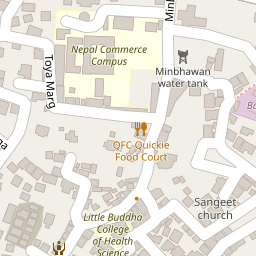 Nepal Commerce
Campus
Toya Marg
Minbhawan
water tank
QFC Quickie
Food Court
Sangeet
church
Little Buddha
College
of Health
Science